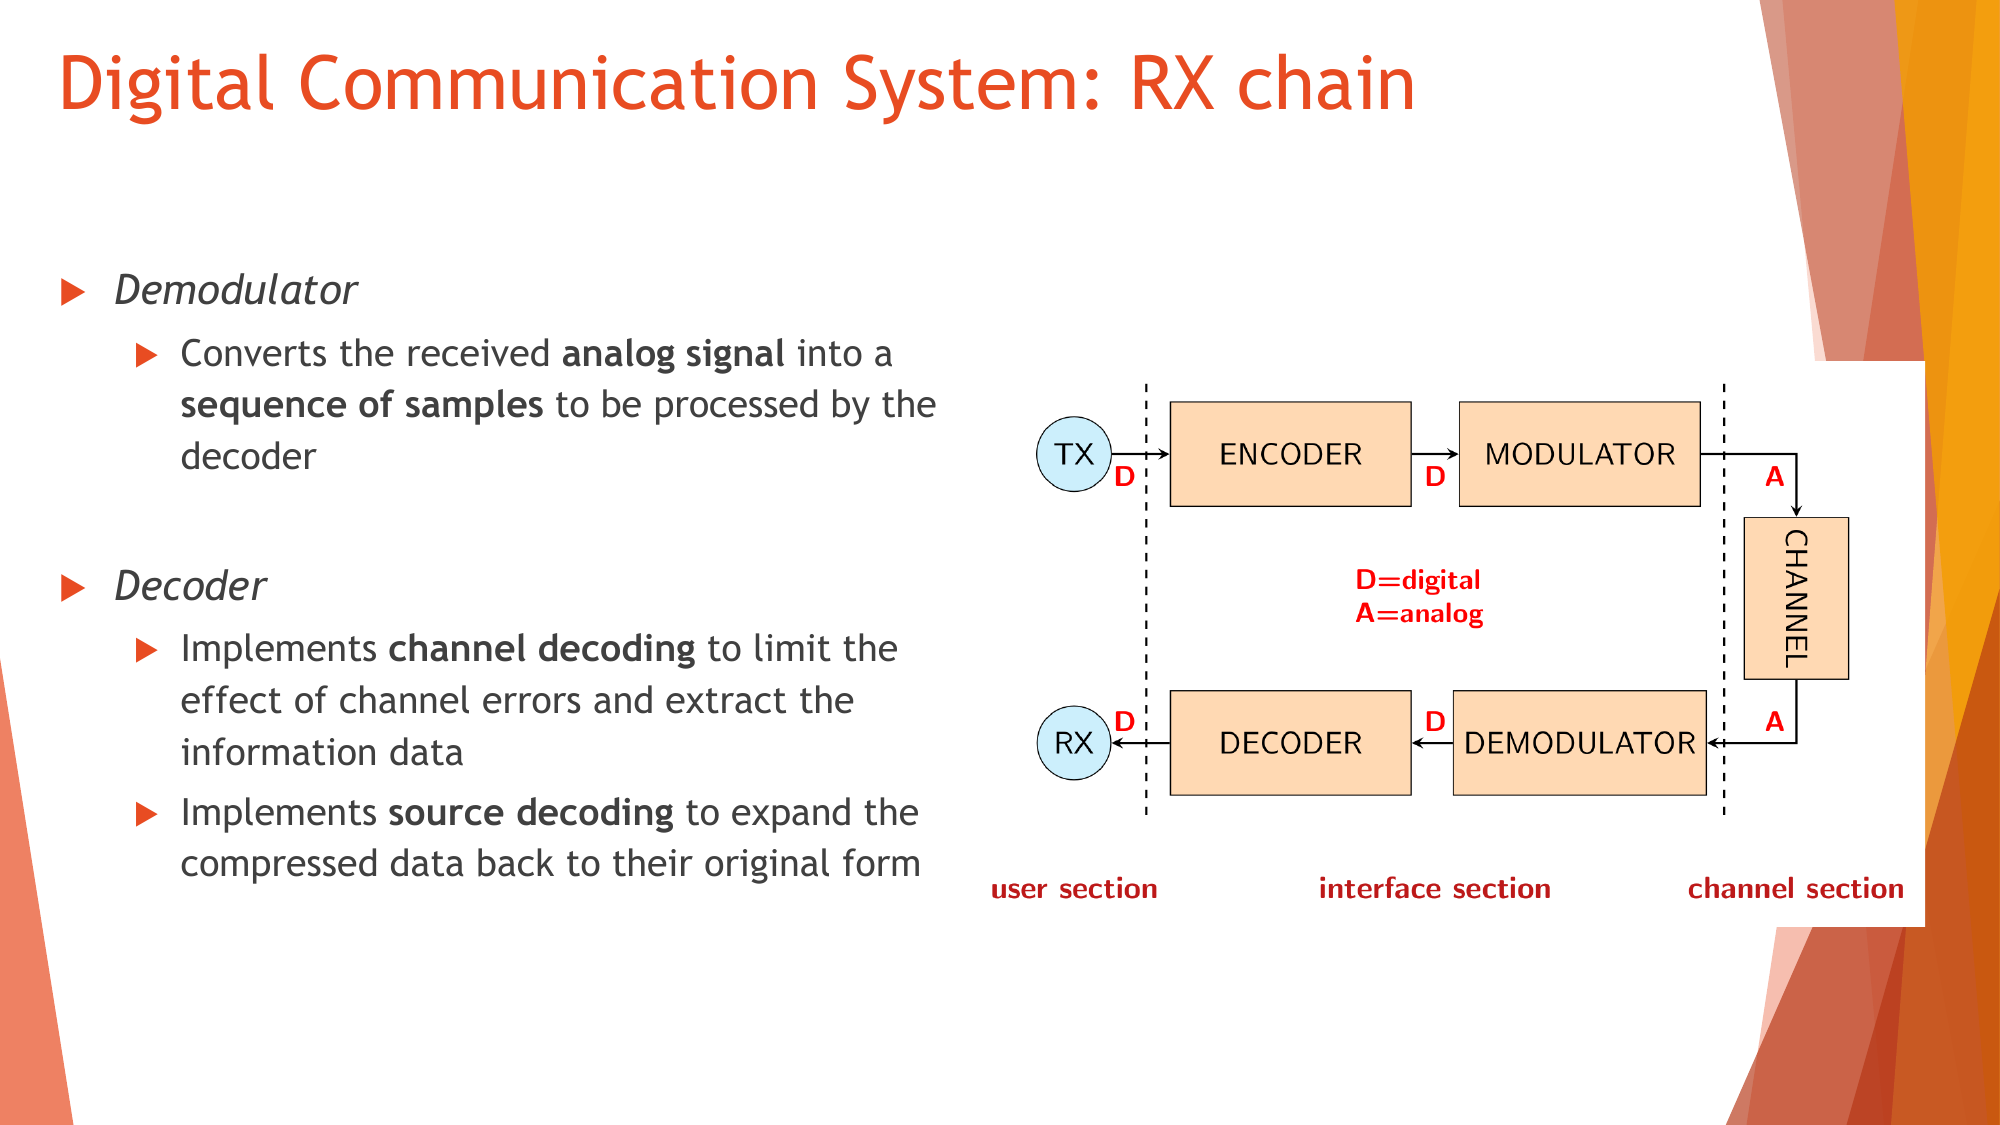 Digital Communication System: RX chain
Demodulator
Converts the received analog signal into a
sequence of samples to be processed by the
decoder
Decoder
Implements channel decoding to limit the
effect of channel errors and extract the
information data
Implements source decoding to expand the
compressed data back to their original form
TX
D
ENCODER
D
MODULATOR
A
CHANNEL
D=digital
A=analog
RX
D
DECODER
D
DEMODULATOR
A
user section
interface section
channel section